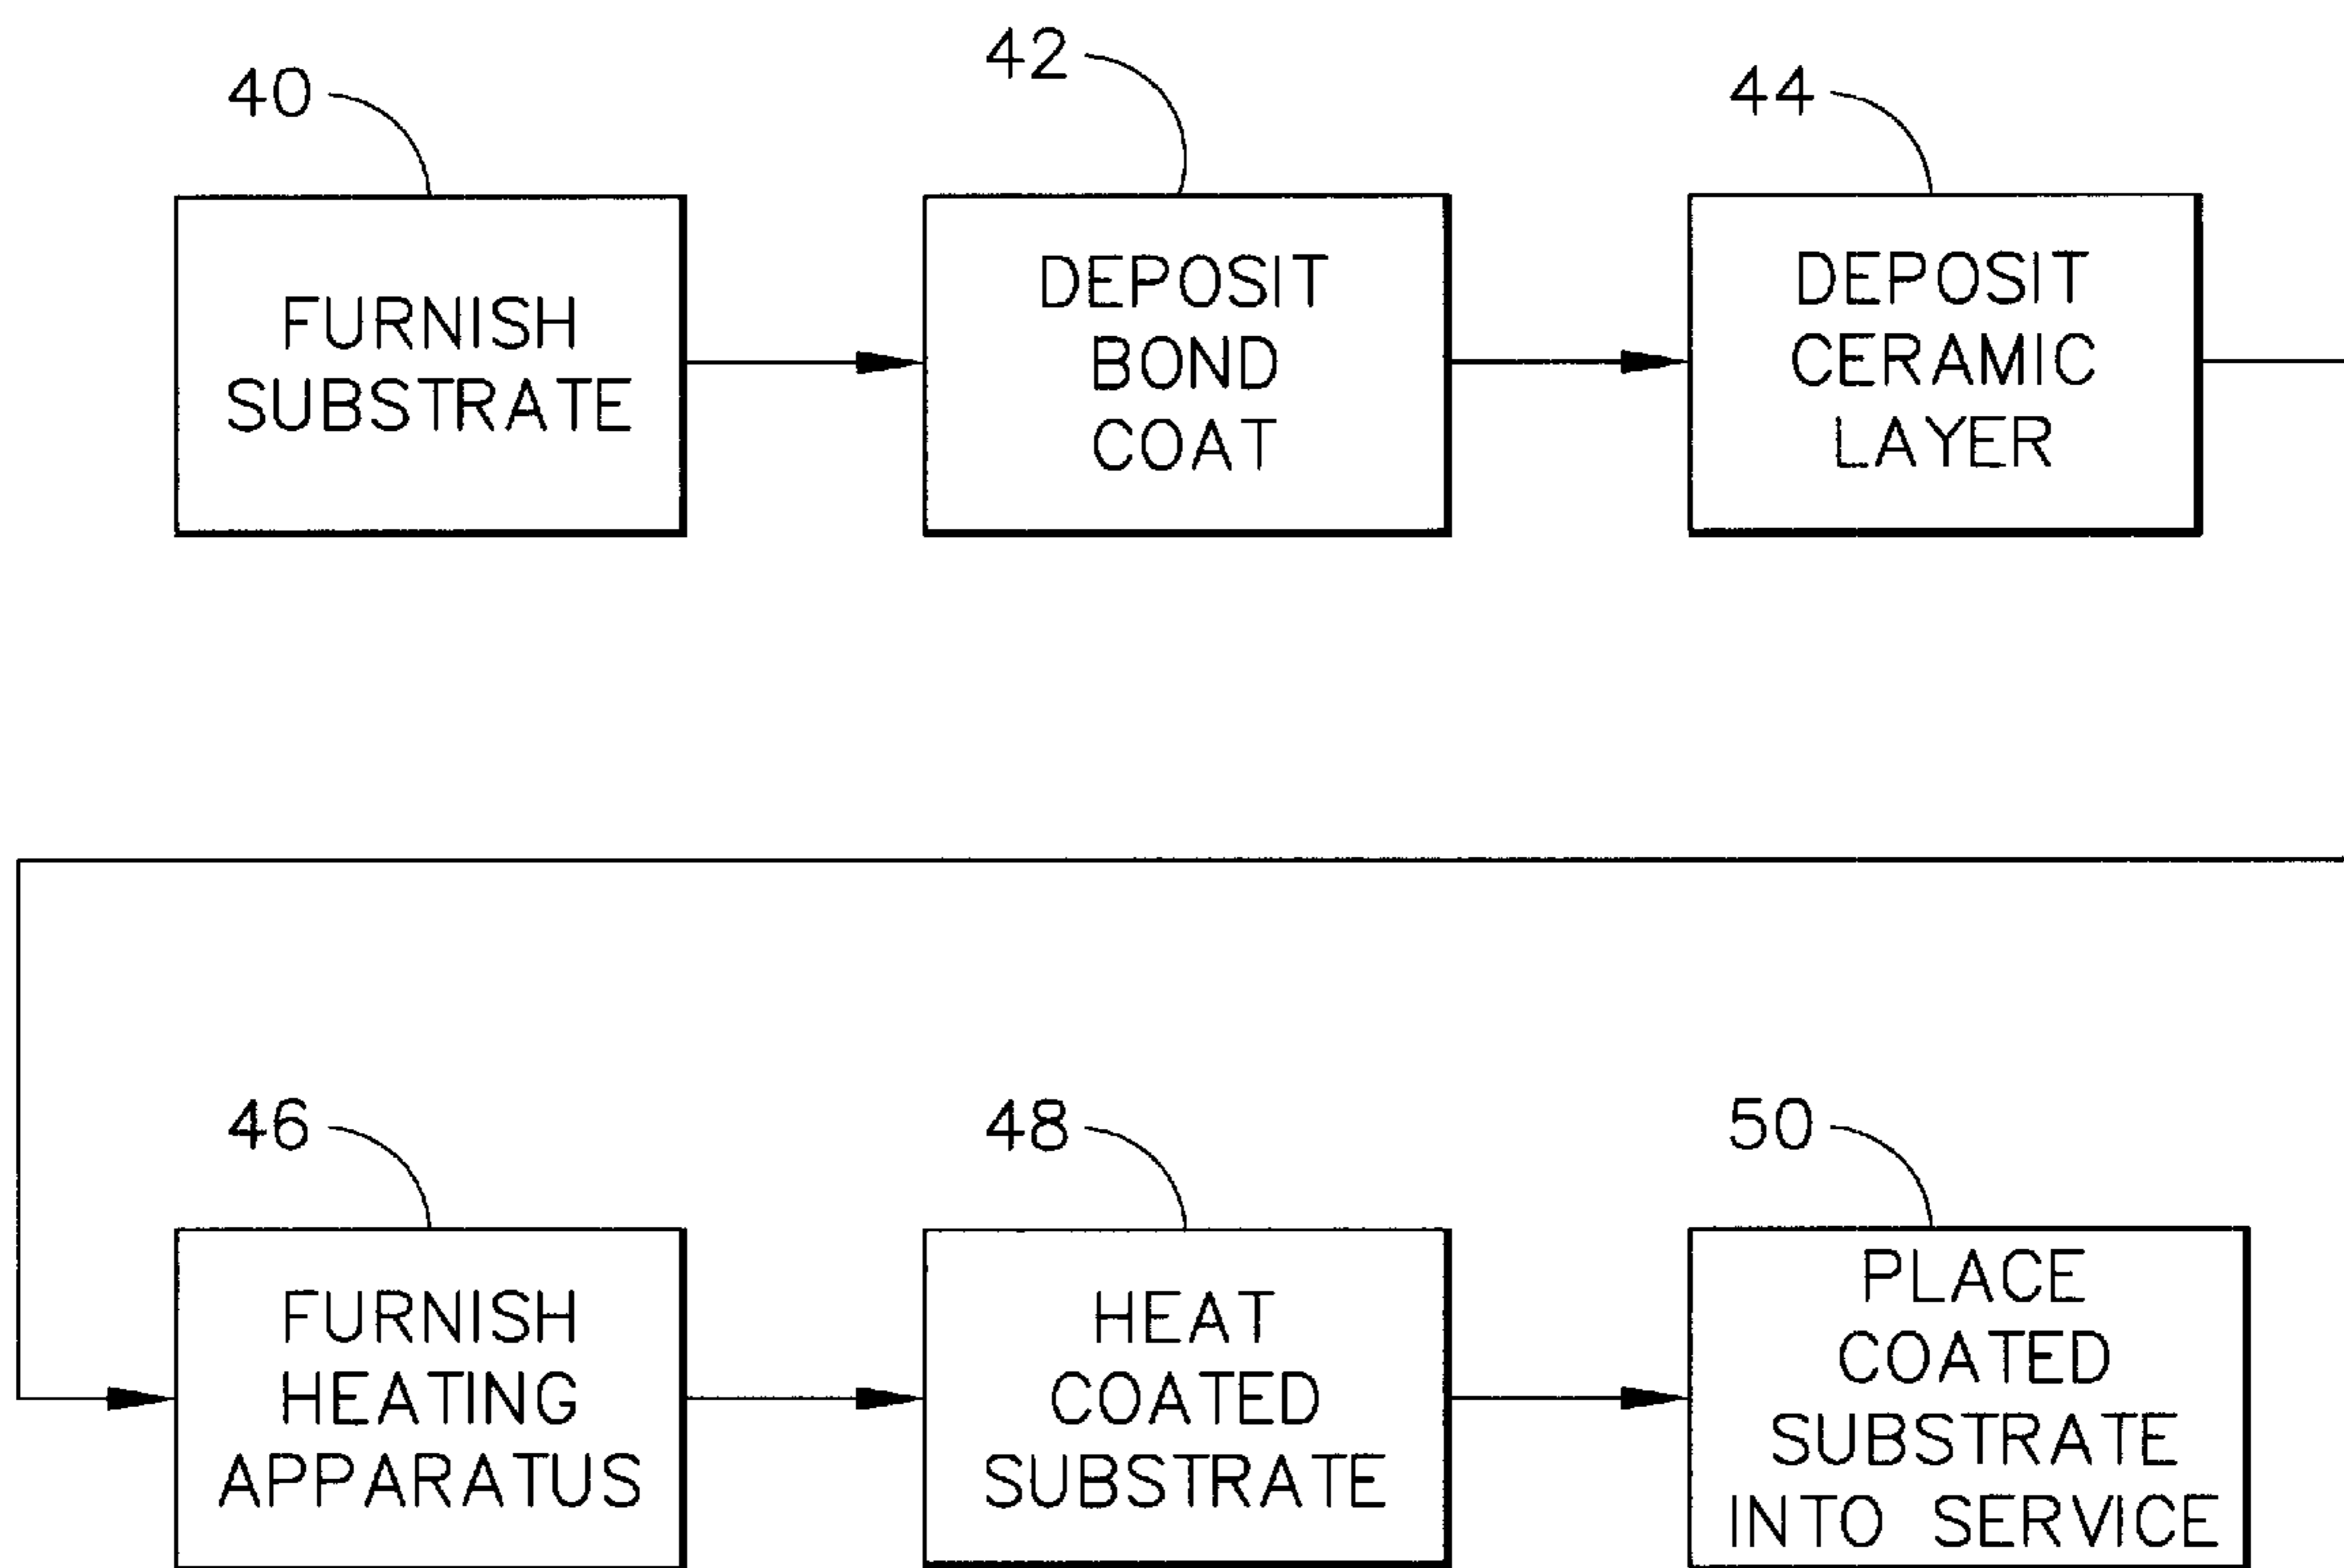 40
FURNISH
SUBSTRATE
42
DEPOSIT
BOND
COAT
44
DEPOSIT
CERAMIC
LAYER
46
FURNISH
HEATING
APPARATUS
48
HEAT
COATED
SUBSTRATE
50
PLACE
COATED
SUBSTRATE
INTO SERVICE